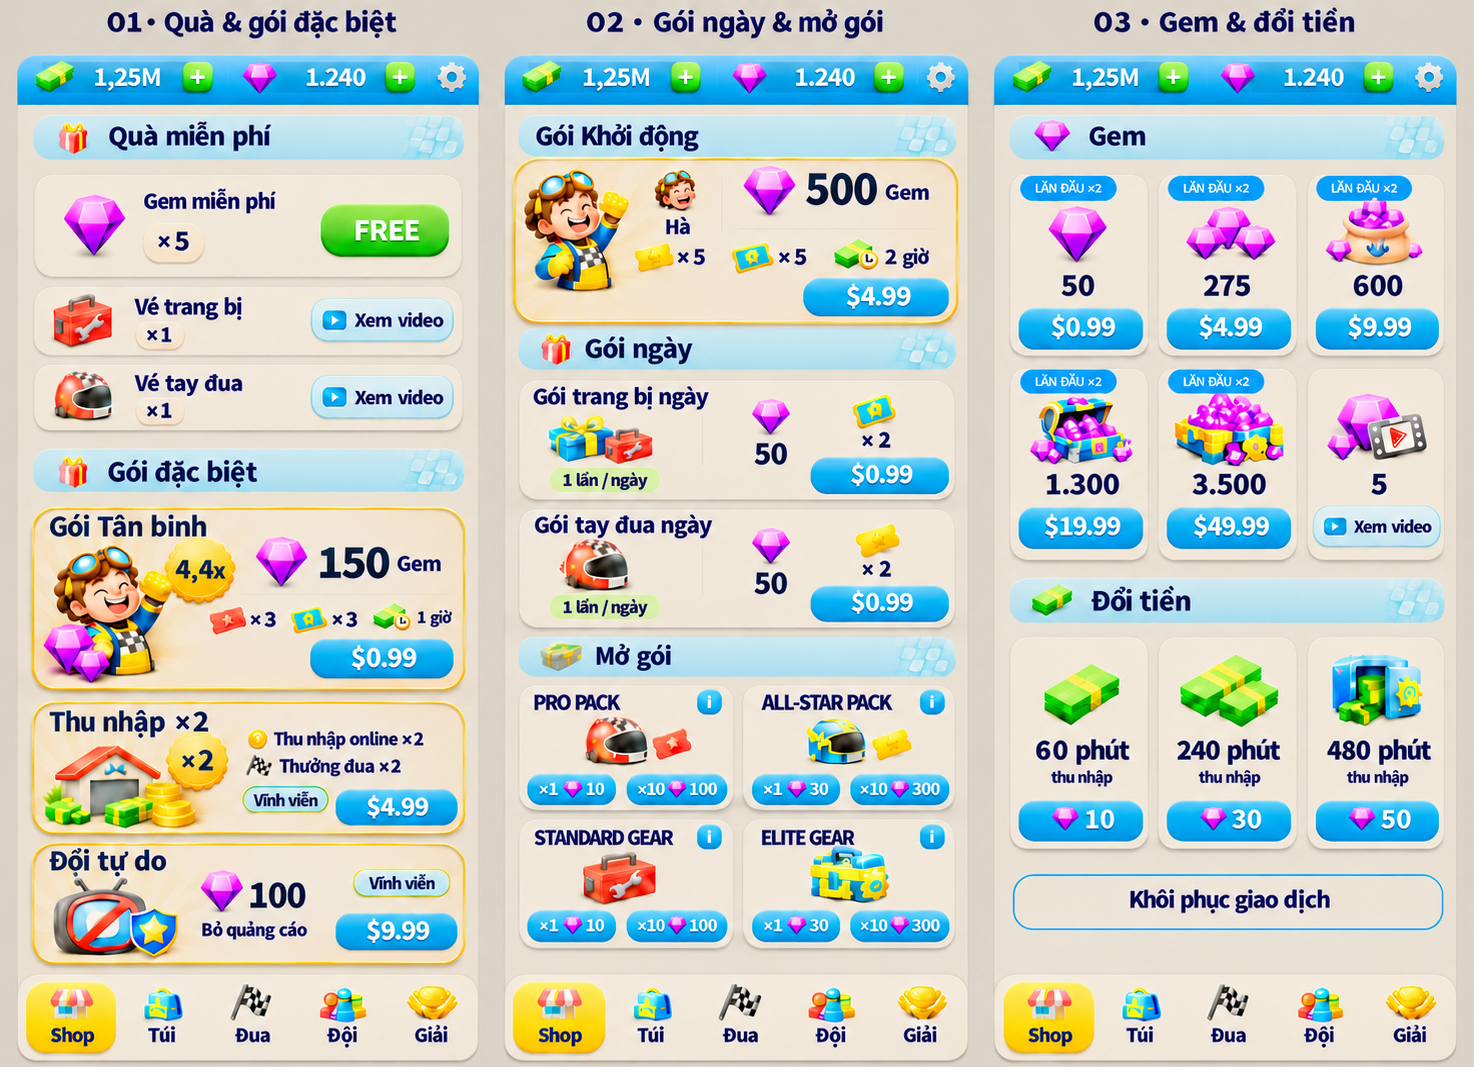 01 • Quà & gói đặc biệt
1,25M + 1.240 +
Quà miễn phí
Gem miễn phí
×5
FREE
Vé trang bị
×1
Xem video
Vé tay đua
×1
Xem video
Gói đặc biệt
Gói Tân binh
4,4x
150 Gem
×3 ×3 1 giờ
$0.99
Thu nhập ×2
×2
Thu nhập online ×2
Thưởng đua ×2
Vĩnh viễn
$4.99
Đội tự do
100
Bỏ quảng cáo
Vĩnh viễn
$9.99
Shop Túi Đua Đội Giải
02 • Gói ngày & mở gói
1,25M + 1.240 +
Gói Khởi động
Hà
500 Gem
×5 ×5 2 giờ
$4.99
Gói ngày
Gói trang bị ngày
1 lần / ngày
50
×2
$0.99
Gói tay đua ngày
1 lần / ngày
50
×2
$0.99
Mở gói
PRO PACK i
×1 10 ×10 100
ALL-STAR PACK i
×1 30 ×10 300
STANDARD GEAR i
×1 10 ×10 100
ELITE GEAR i
×1 30 ×10 300
Shop Túi Đua Đội Giải
03 • Gem & đổi tiền
1,25M + 1.240 +
Gem
LẦN ĐẦU ×2 LẦN ĐẦU ×2 LẦN ĐẦU ×2
50 275 600
$0.99 $4.99 $9.99
LẦN ĐẦU ×2 LẦN ĐẦU ×2
1.300 3.500 5
$19.99 $49.99 Xem video
Đổi tiền
60 phút 240 phút 480 phút
thu nhập thu nhập thu nhập
10 30 50
Khôi phục giao dịch
Shop Túi Đua Đội Giải